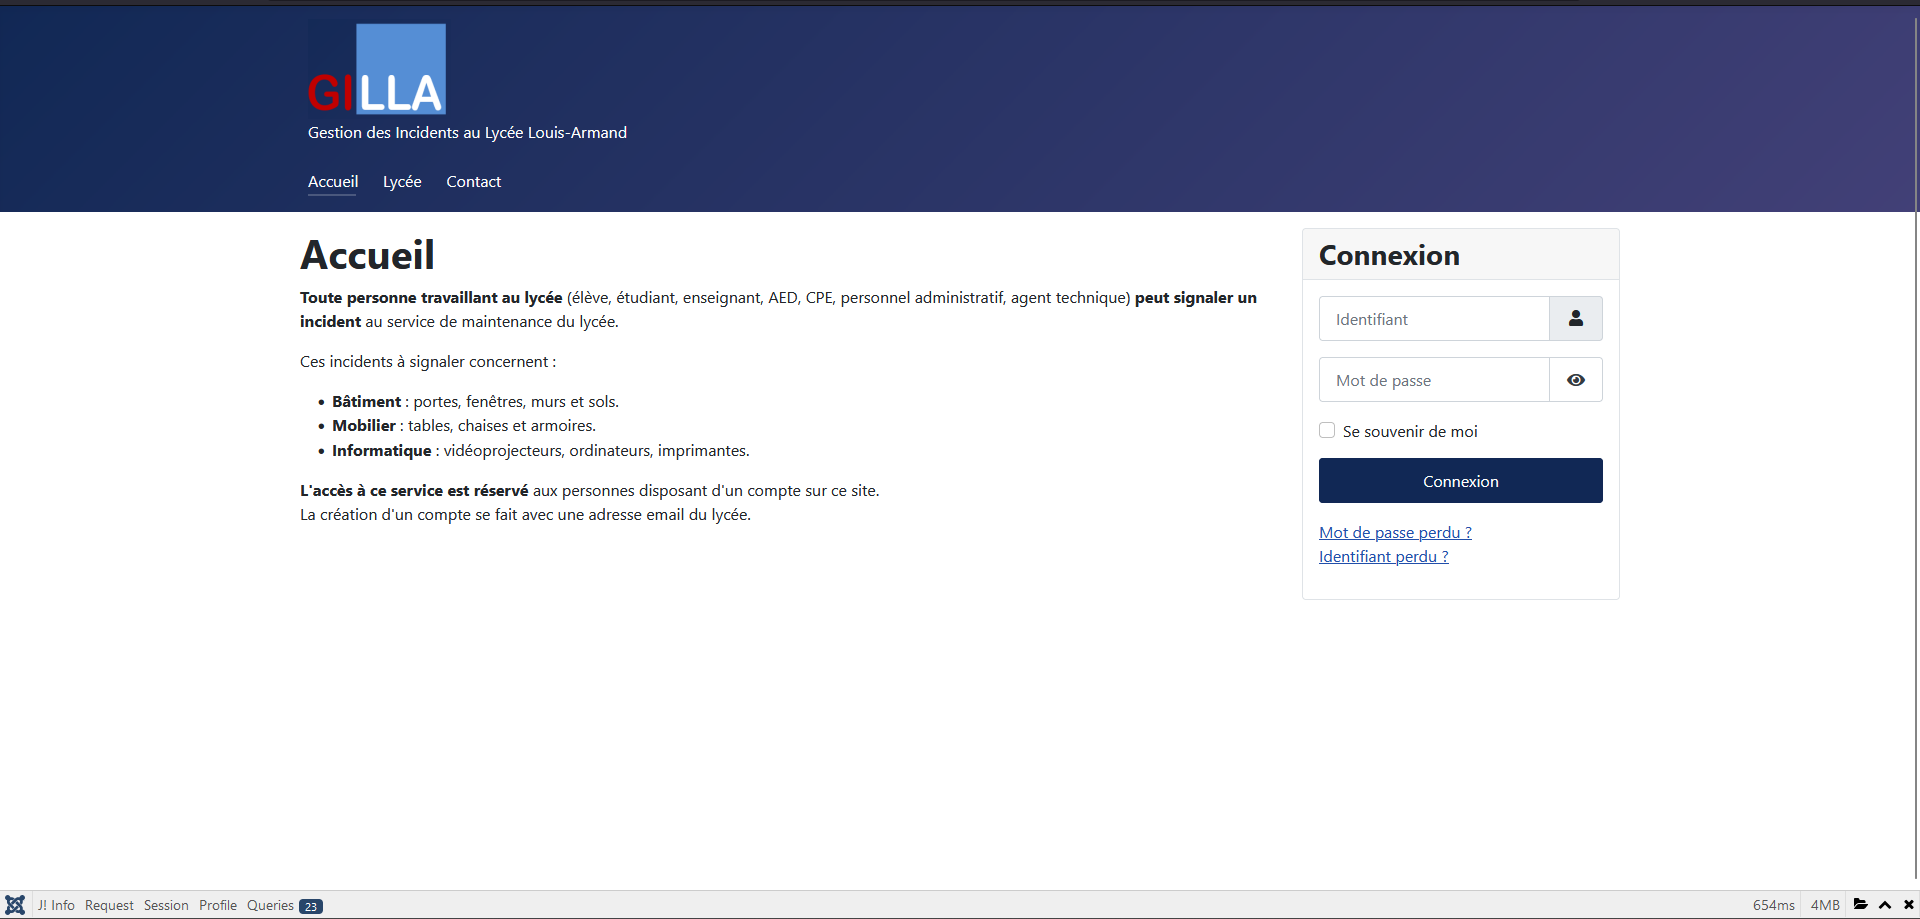 GILLA
Gestion des Incidents au Lycée Louis-Armand
Accueil Lycée Contact
Accueil
Toute personne travaillant au lycée (élève, étudiant, enseignant, AED, CPE, personnel administratif, agent technique) peut signaler un
incident au service de maintenance du lycée.
Ces incidents à signaler concernent :
• Bâtiment : portes, fenêtres, murs et sols.
• Mobilier : tables, chaises et armoires.
• Informatique : vidéoprojecteurs, ordinateurs, imprimantes.
L'accès à ce service est réservé aux personnes disposant d'un compte sur ce site.
La création d'un compte se fait avec une adresse email du lycée.
Connexion
Identifiant
Mot de passe
Se souvenir de moi
Connexion
Mot de passe perdu ?
Identifiant perdu ?
J! Info Request Session Profile Queries 23 654ms 4MB